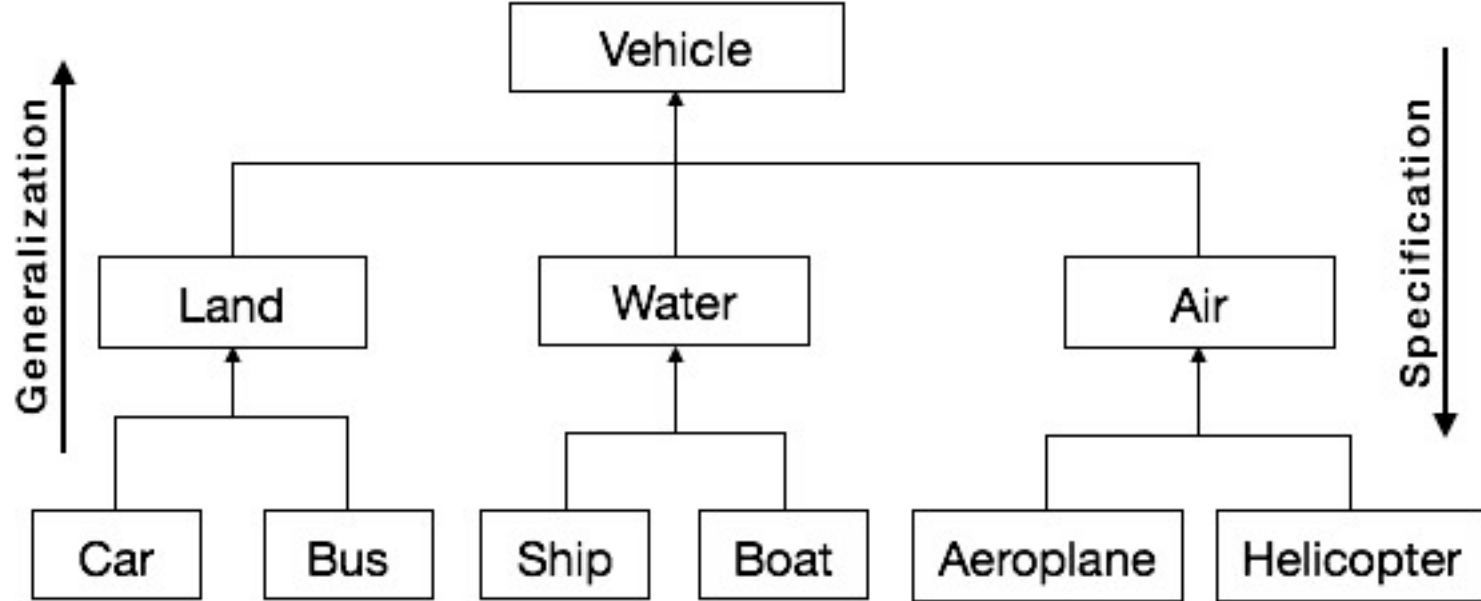 Vehicle
Generalization
Specification
Land
Water
Air
Car
Bus
Ship
Boat
Aeroplane
Helicopter